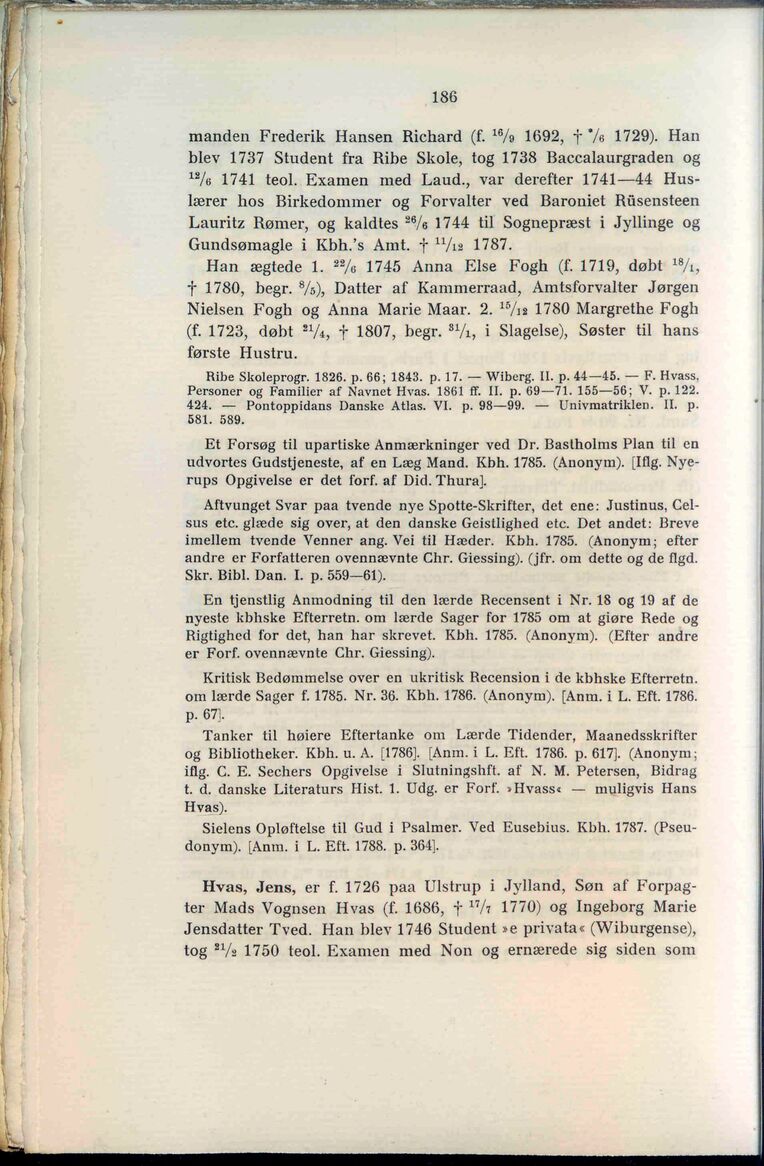 186
manden Frederik Hansen Richard (f. ¹⁶/₉ 1692, † /₆ 1729). Han
blev 1737 Student fra Ribe Skole, tog 1738 Baccalaurgraden og
¹²/₆ 1741 teol. Examen med Laud., var derefter 1741—44 Hus-
lærer hos Birkedommer og Forvalter ved Baroniet Rüsensteen
Lauritz Rømer, og kaldtes ²⁶/₆ 1744 til Sognepræst i Jyllinge og
Gundsømagle i Kbh.'s Amt. † ¹¹/₁₂ 1787.
Han ægtede 1. ²²/₆ 1745 Anna Else Fogh (f. 1719, døbt ¹⁸/₁,
† 1780, begr. ⁸/₅), Datter af Kammerraad, Amtsforvalter Jørgen
Nielsen Fogh og Anna Marie Maar. 2. ¹⁵/₁₂ 1780 Margrethe Fogh
(f. 1723, døbt ²¹/₄, † 1807, begr. ³¹/₁, i Slagelse), Søster til hans
første Hustru.
Ribe Skoleprogr. 1826. p. 66; 1843. p. 17. — Wiberg. II. p. 44—45. — F. Hvass,
Personer og Familier af Navnet Hvas. 1861 ff. II. p. 69—71. 155—56; V. p. 122.
424. — Pontoppidans Danske Atlas. VI. p. 98—99. — Univmatriklen. II. p.
581. 589.
Et Forsøg til upartiske Anmærkninger ved Dr. Bastholms Plan til en
udvortes Gudstjeneste, af en Læg Mand. Kbh. 1785. (Anonym). [Iflg. Nye-
rups Opgivelse er det forf. af Did. Thura].
Aftvunget Svar paa tvende nye Spotte-Skrifter, det ene: Justinus, Cel-
sus etc. glæde sig over, at den danske Geistlighed etc. Det andet: Breve
imellem tvende Venner ang. Vei til Hæder. Kbh. 1785. (Anonym; efter
andre er Forfatteren ovennævnte Chr. Giessing). (jfr. om dette og de flgd.
Skr. Bibl. Dan. I. p. 559—61).
En tjenstlig Anmodning til den lærde Recensent i Nr. 18 og 19 af de
nyeste kbhske Efterretn. om lærde Sager for 1785 om at giøre Rede og
Rigtighed for det, han har skrevet. Kbh. 1785. (Anonym). (Efter andre
er Forf. ovennævnte Chr. Giessing).
Kritisk Bedømmelse over en ukritisk Recension i de kbhske Efterretn.
om lærde Sager f. 1785. Nr. 36. Kbh. 1786. (Anonym). [Anm. i L. Eft. 1786.
p. 67].
Tanker til høiere Eftertanke om Lærde Tidender, Maanedsskrifter
og Bibliotheker. Kbh. u. A. [1786]. [Anm. i L. Eft. 1786. p. 617]. (Anonym;
iflg. C. E. Sechers Opgivelse i Slutningshft. af N. M. Petersen, Bidrag
t. d. danske Literaturs Hist. 1. Udg. er Forf. »Hvass« — muligvis Hans
Hvas).
Sielens Opløftelse til Gud i Psalmer. Ved Eusebius. Kbh. 1787. (Pseu-
donym). [Anm. i L. Eft. 1788. p. 364].
Hvas, Jens, er f. 1726 paa Ulstrup i Jylland, Søn af Forpag-
ter Mads Vognsen Hvas (f. 1686, † ¹⁷/₇ 1770) og Ingeborg Marie
Jensdatter Tved. Han blev 1746 Student »e privata« (Wiburgense),
tog ²¹/₂ 1750 teol. Examen med Non og ernærede sig siden som